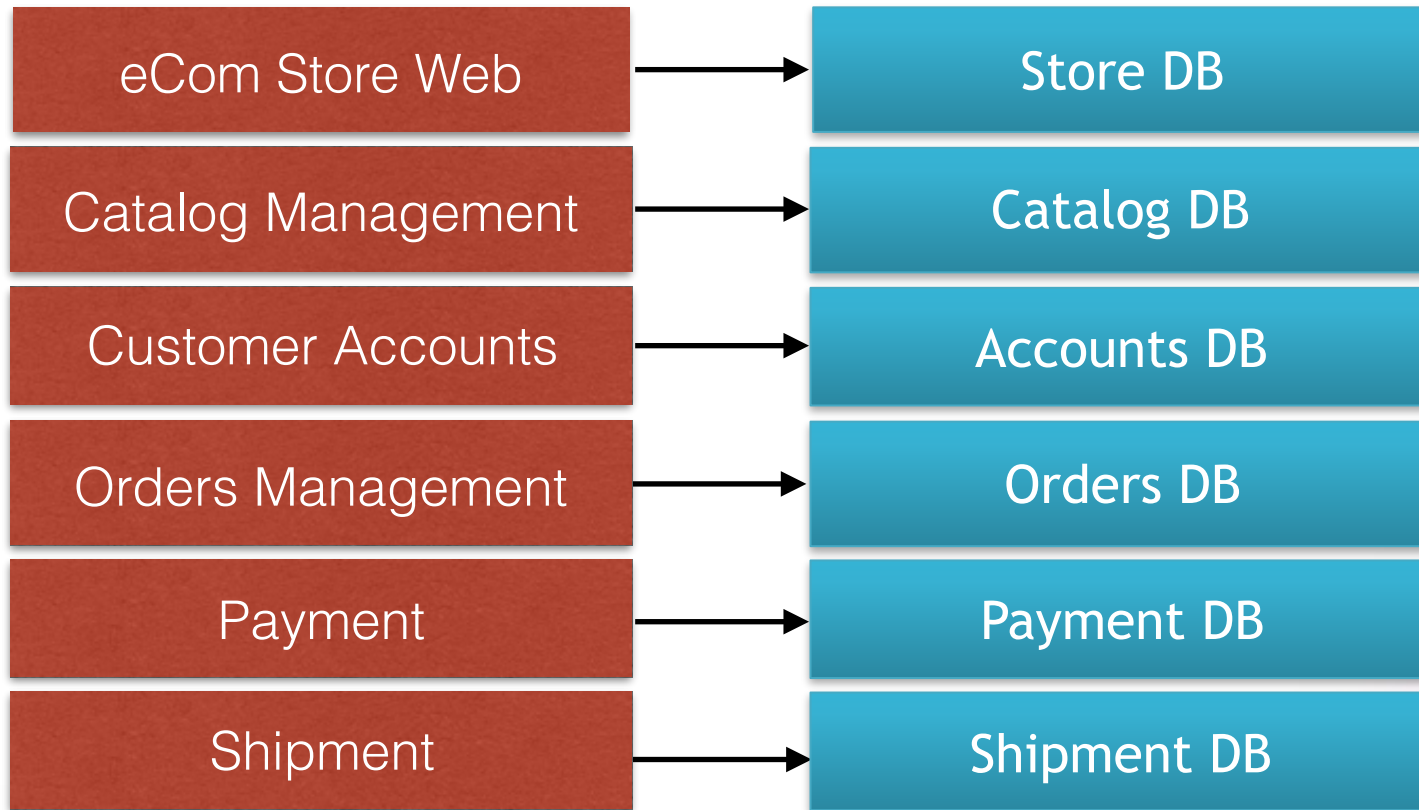 eCom Store Web
Store DB
Catalog Management
Catalog DB
Customer Accounts
Accounts DB
Orders Management
Orders DB
Payment
Payment DB
Shipment
Shipment DB